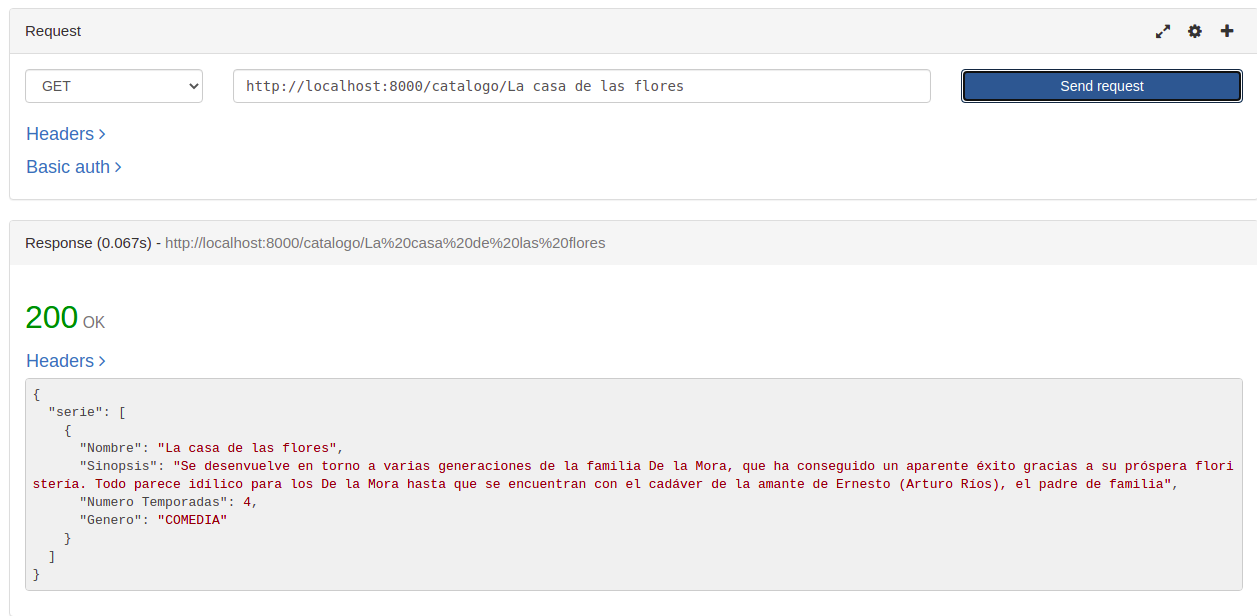 Request
GET
http://localhost:8000/catalogo/La casa de las flores
Send request
Headers
Basic auth
Response (0.067s) - http://localhost:8000/catalogo/La%20casa%20de%20las%20flores
200 OK
Headers
{
  "serie": [
    {
      "Nombre": "La casa de las flores",
      "Sinopsis": "Se desenvuelve en torno a varias generaciones de la familia De la Mora, que ha conseguido un aparente éxito gracias a su próspera flori
stería. Todo parece idílico para los De la Mora hasta que se encuentran con el cadáver de la amante de Ernesto (Arturo Ríos), el padre de familia",
      "Numero Temporadas": 4,
      "Genero": "COMEDIA"
    }
  ]
}